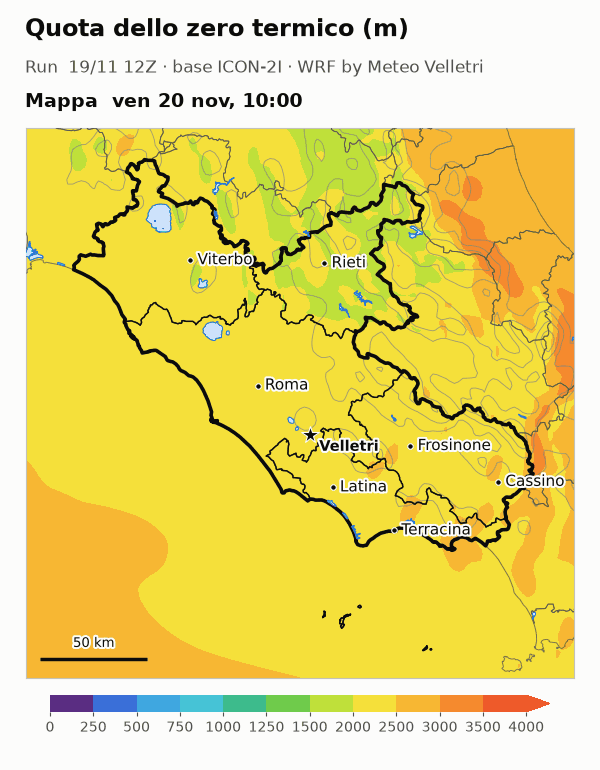 Quota dello zero termico (m)
Run 19/11 12Z · base ICON-2I · WRF by Meteo Velletri
Mappa ven 20 nov, 10:00
Viterbo
Rieti
Roma
Velletri
Frosinone
Cassino
Latina
Terracina
50 km
0 250 500 750 1000 1250 1500 2000 2500 3000 3500 4000